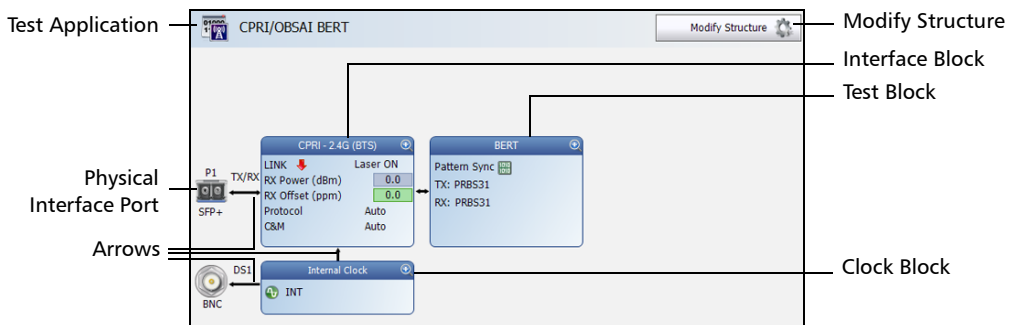 Test Application
CPRI/OBSAI BERT
Modify Structure
Modify Structure
Interface Block
Test Block
CPRI - 2.4G (BTS)
LINK Laser ON
RX Power (dBm) 0.0
RX Offset (ppm) 0.0
Protocol Auto
C&M Auto
BERT
Pattern Sync
TX: PRBS31
RX: PRBS31
P1
TX/RX
SFP+
Physical
Interface Port
Arrows
DS1
BNC
Internal Clock
INT
Clock Block